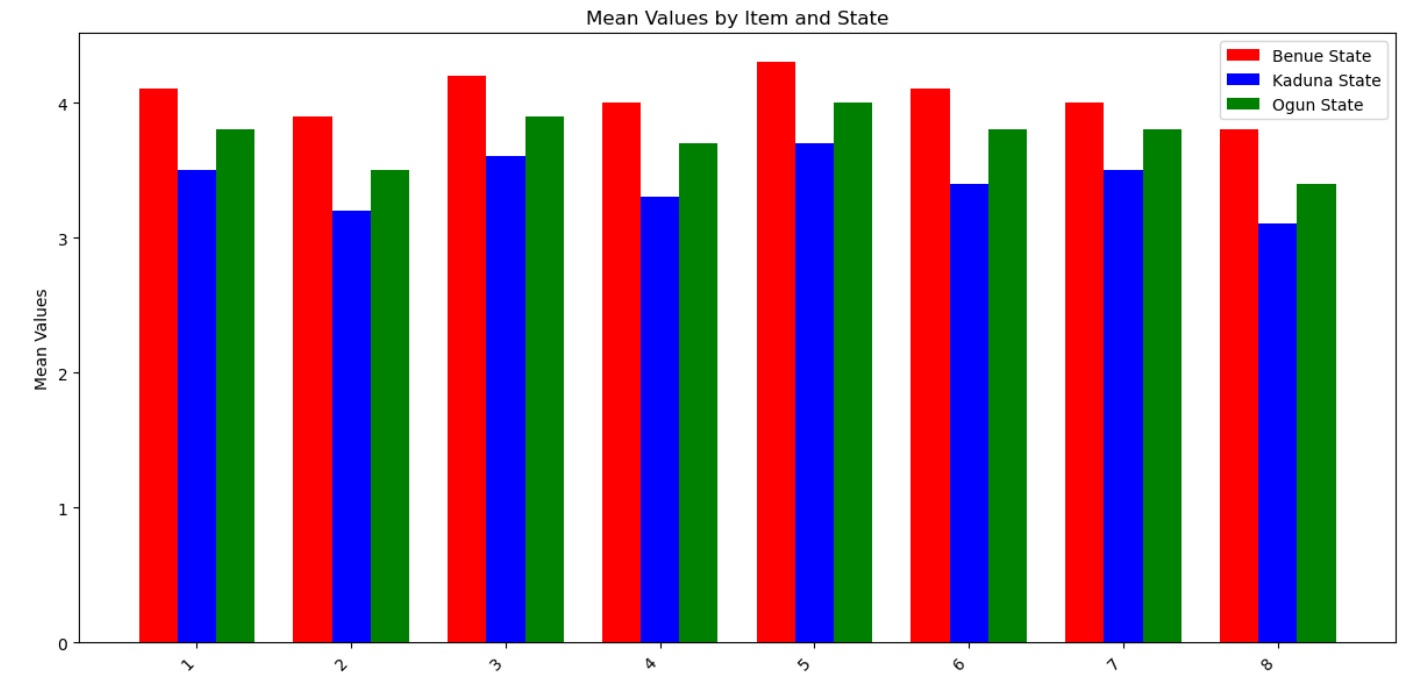 Mean Values by Item and State
Benue State
Kaduna State
Ogun State
Mean Values
4
3
2
1
0
1
2
3
4
5
6
7
8